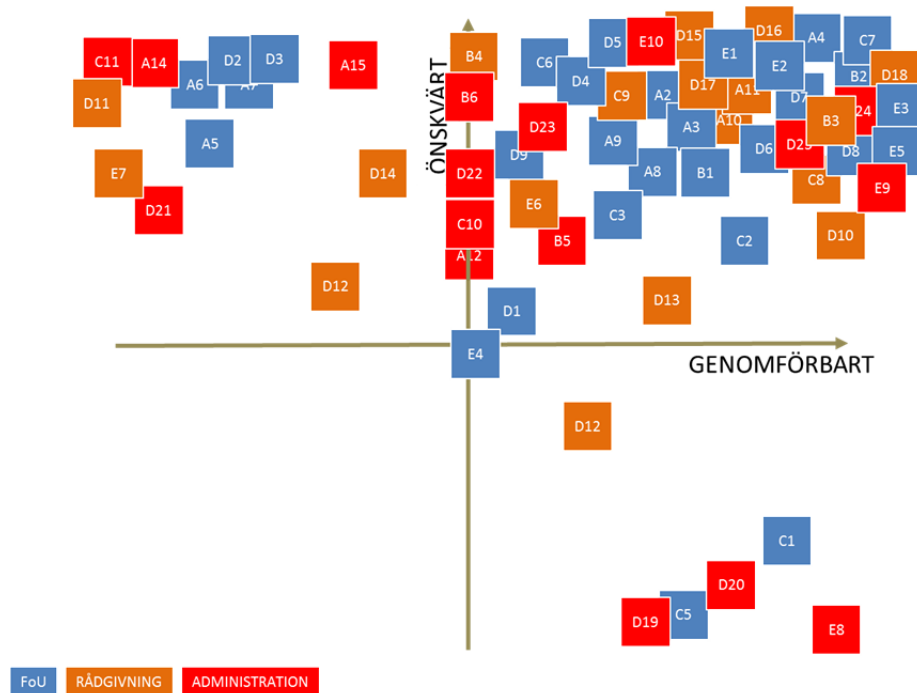 D15
D16
A4
C7
E10
D5
B4
E1
D2
D3
C11
A14
A15
C6
E2
B2
D18
A6
A7
D4
C9
A2
D17
A11
D7
D11
B6
24
E3
B3
D23
A3
A10
A5
A9
D25
D9
D6
D8
E5
ÖNSKVÄRT
E7
D14
D22
A8
B1
C8
E9
E6
D21
C10
C3
B5
C2
D10
A12
D12
D13
D1
E4
GENOMFÖRBART
D12
C1
D20
C5
D19
E8
FoU
RÅDGIVNING
ADMINISTRATION